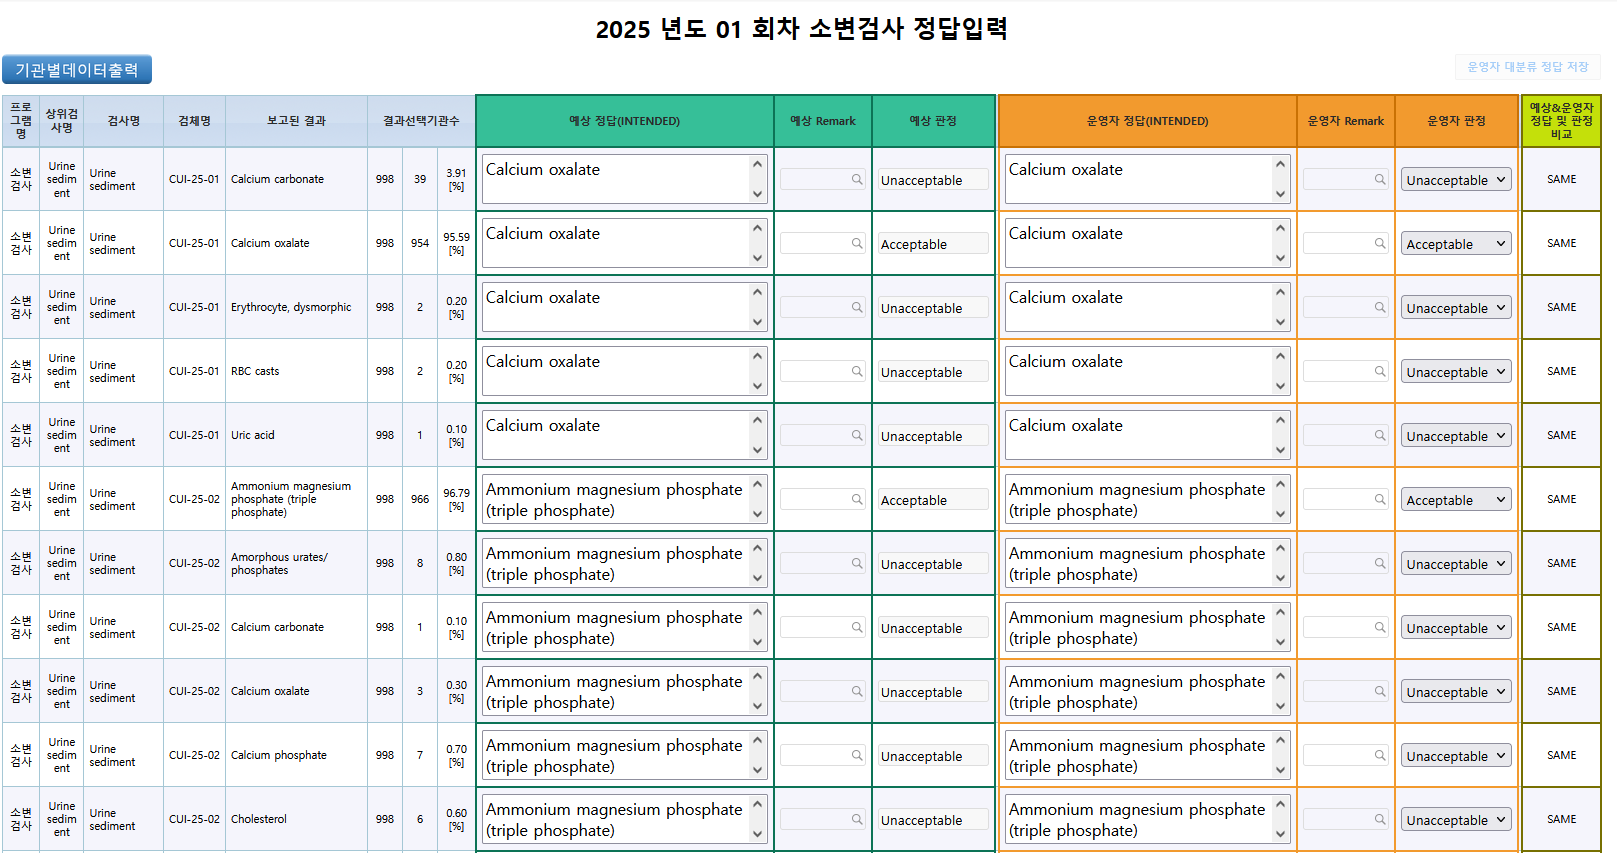 2025 년도 01 회차 소변검사 정답입력
기관별데이터출력
운영자 대분류 정답 저장
프로그램명 상위검사명 검사명 검체명 보고된 결과 결과선택기관수 예상 정답(INTENDED) 예상 Remark 예상 판정 운영자 정답(INTENDED) 운영자 Remark 운영자 판정 예상&운영자 정답 및 판정 비교
소변검사 Urine sediment Urine sediment CUI-25-01 Calcium carbonate 998 39 3.91 [%] Calcium oxalate Unacceptable Calcium oxalate Unacceptable SAME
소변검사 Urine sediment Urine sediment CUI-25-01 Calcium oxalate 998 954 95.59 [%] Calcium oxalate Acceptable Calcium oxalate Acceptable SAME
소변검사 Urine sediment Urine sediment CUI-25-01 Erythrocyte, dysmorphic 998 2 0.20 [%] Calcium oxalate Unacceptable Calcium oxalate Unacceptable SAME
소변검사 Urine sediment Urine sediment CUI-25-01 RBC casts 998 2 0.20 [%] Calcium oxalate Unacceptable Calcium oxalate Unacceptable SAME
소변검사 Urine sediment Urine sediment CUI-25-01 Uric acid 998 1 0.10 [%] Calcium oxalate Unacceptable Calcium oxalate Unacceptable SAME
소변검사 Urine sediment Urine sediment CUI-25-02 Ammonium magnesium phosphate (triple phosphate) 998 966 96.79 [%] Ammonium magnesium phosphate (triple phosphate) Acceptable Ammonium magnesium phosphate (triple phosphate) Acceptable SAME
소변검사 Urine sediment Urine sediment CUI-25-02 Amorphous urates/ phosphates 998 8 0.80 [%] Ammonium magnesium phosphate (triple phosphate) Unacceptable Ammonium magnesium phosphate (triple phosphate) Unacceptable SAME
소변검사 Urine sediment Urine sediment CUI-25-02 Calcium carbonate 998 1 0.10 [%] Ammonium magnesium phosphate (triple phosphate) Unacceptable Ammonium magnesium phosphate (triple phosphate) Unacceptable SAME
소변검사 Urine sediment Urine sediment CUI-25-02 Calcium oxalate 998 3 0.30 [%] Ammonium magnesium phosphate (triple phosphate) Unacceptable Ammonium magnesium phosphate (triple phosphate) Unacceptable SAME
소변검사 Urine sediment Urine sediment CUI-25-02 Calcium phosphate 998 7 0.70 [%] Ammonium magnesium phosphate (triple phosphate) Unacceptable Ammonium magnesium phosphate (triple phosphate) Unacceptable SAME
소변검사 Urine sediment Urine sediment CUI-25-02 Cholesterol 998 6 0.60 [%] Ammonium magnesium phosphate (triple phosphate) Unacceptable Ammonium magnesium phosphate (triple phosphate) Unacceptable SAME